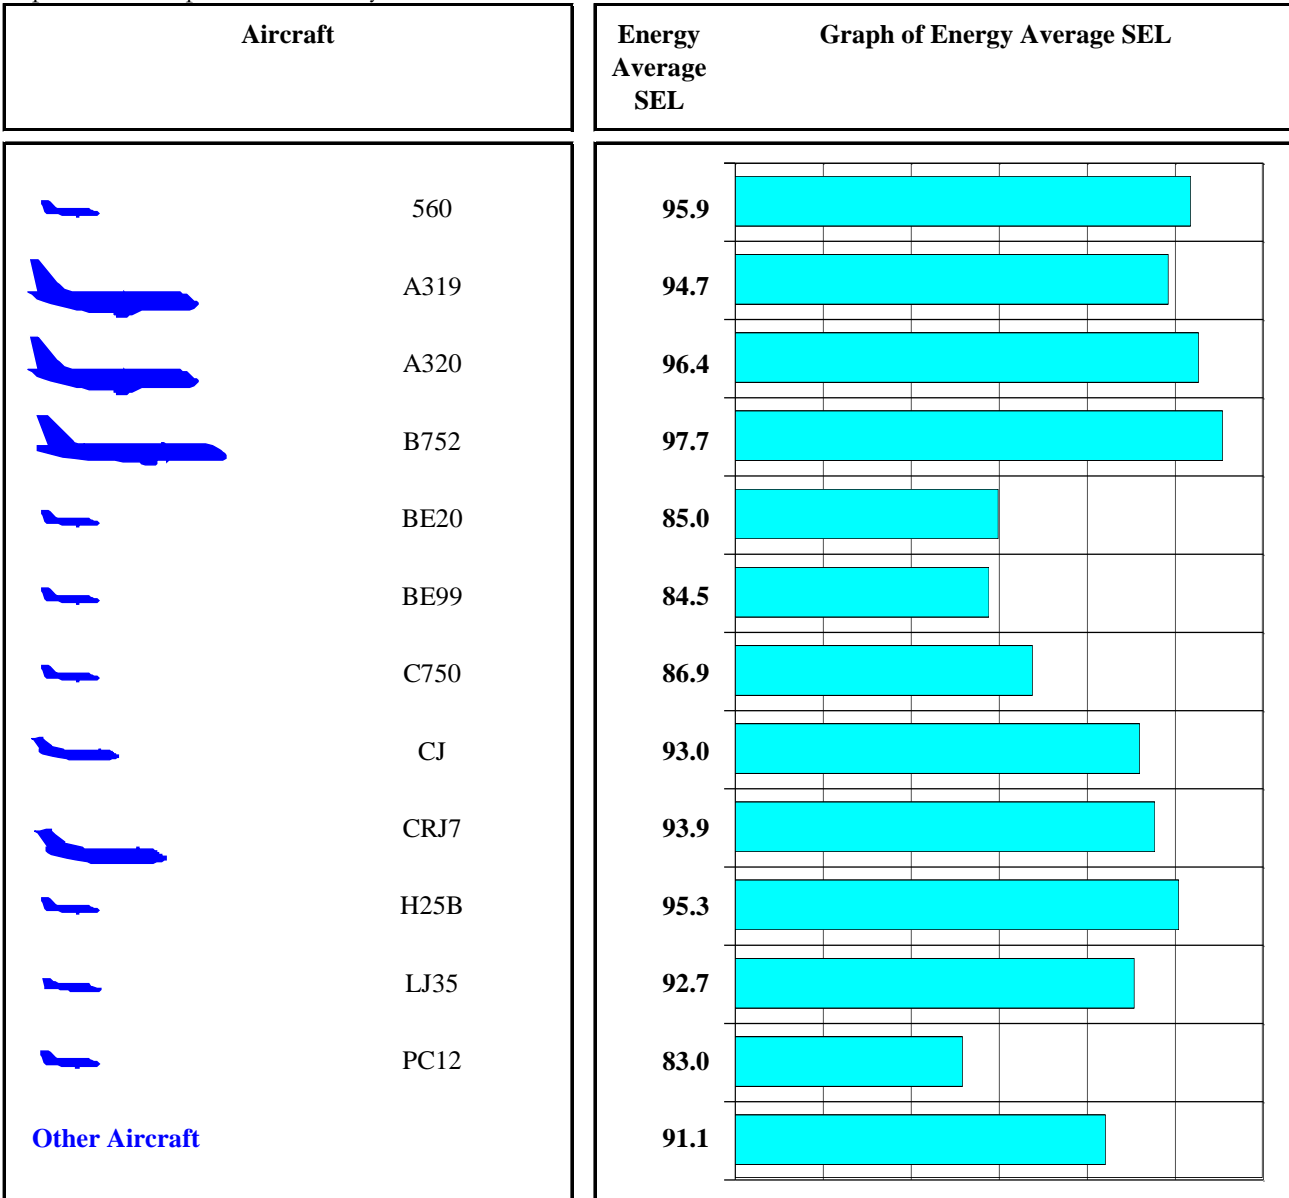 Aircraft
Energy Average SEL
Graph of Energy Average SEL
560 95.9
A319 94.7
A320 96.4
B752 97.7
BE20 85.0
BE99 84.5
C750 86.9
CJ 93.0
CRJ7 93.9
H25B 95.3
LJ35 92.7
PC12 83.0
Other Aircraft 91.1